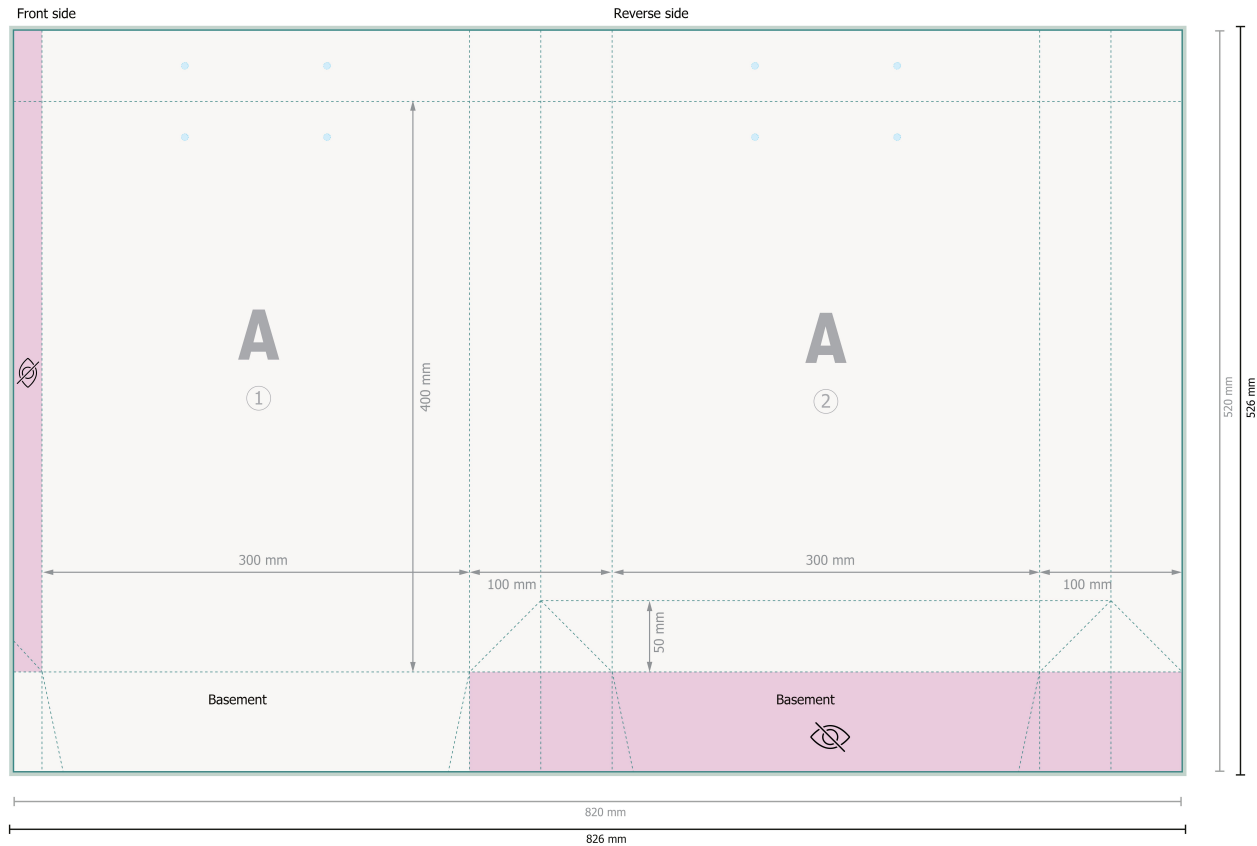 Front side
Reverse side
A
1
400 mm
A
2
520 mm
526 mm
300 mm
100 mm
300 mm
100 mm
50 mm
Basement
Basement
820 mm
826 mm